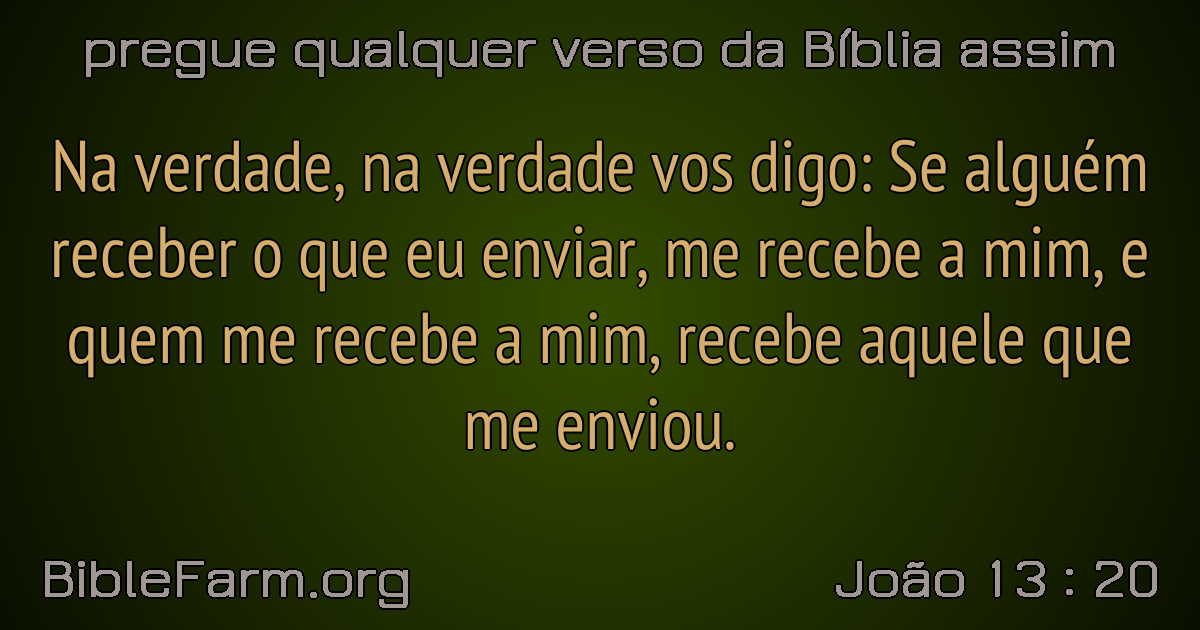 pregue qualquer verso da Bíblia assim
Na verdade, na verdade vos digo: Se alguém
receber o que eu enviar, me recebe a mim, e
quem me recebe a mim, recebe aquele que
me enviou.
BibleFarm.org
João 13 : 20